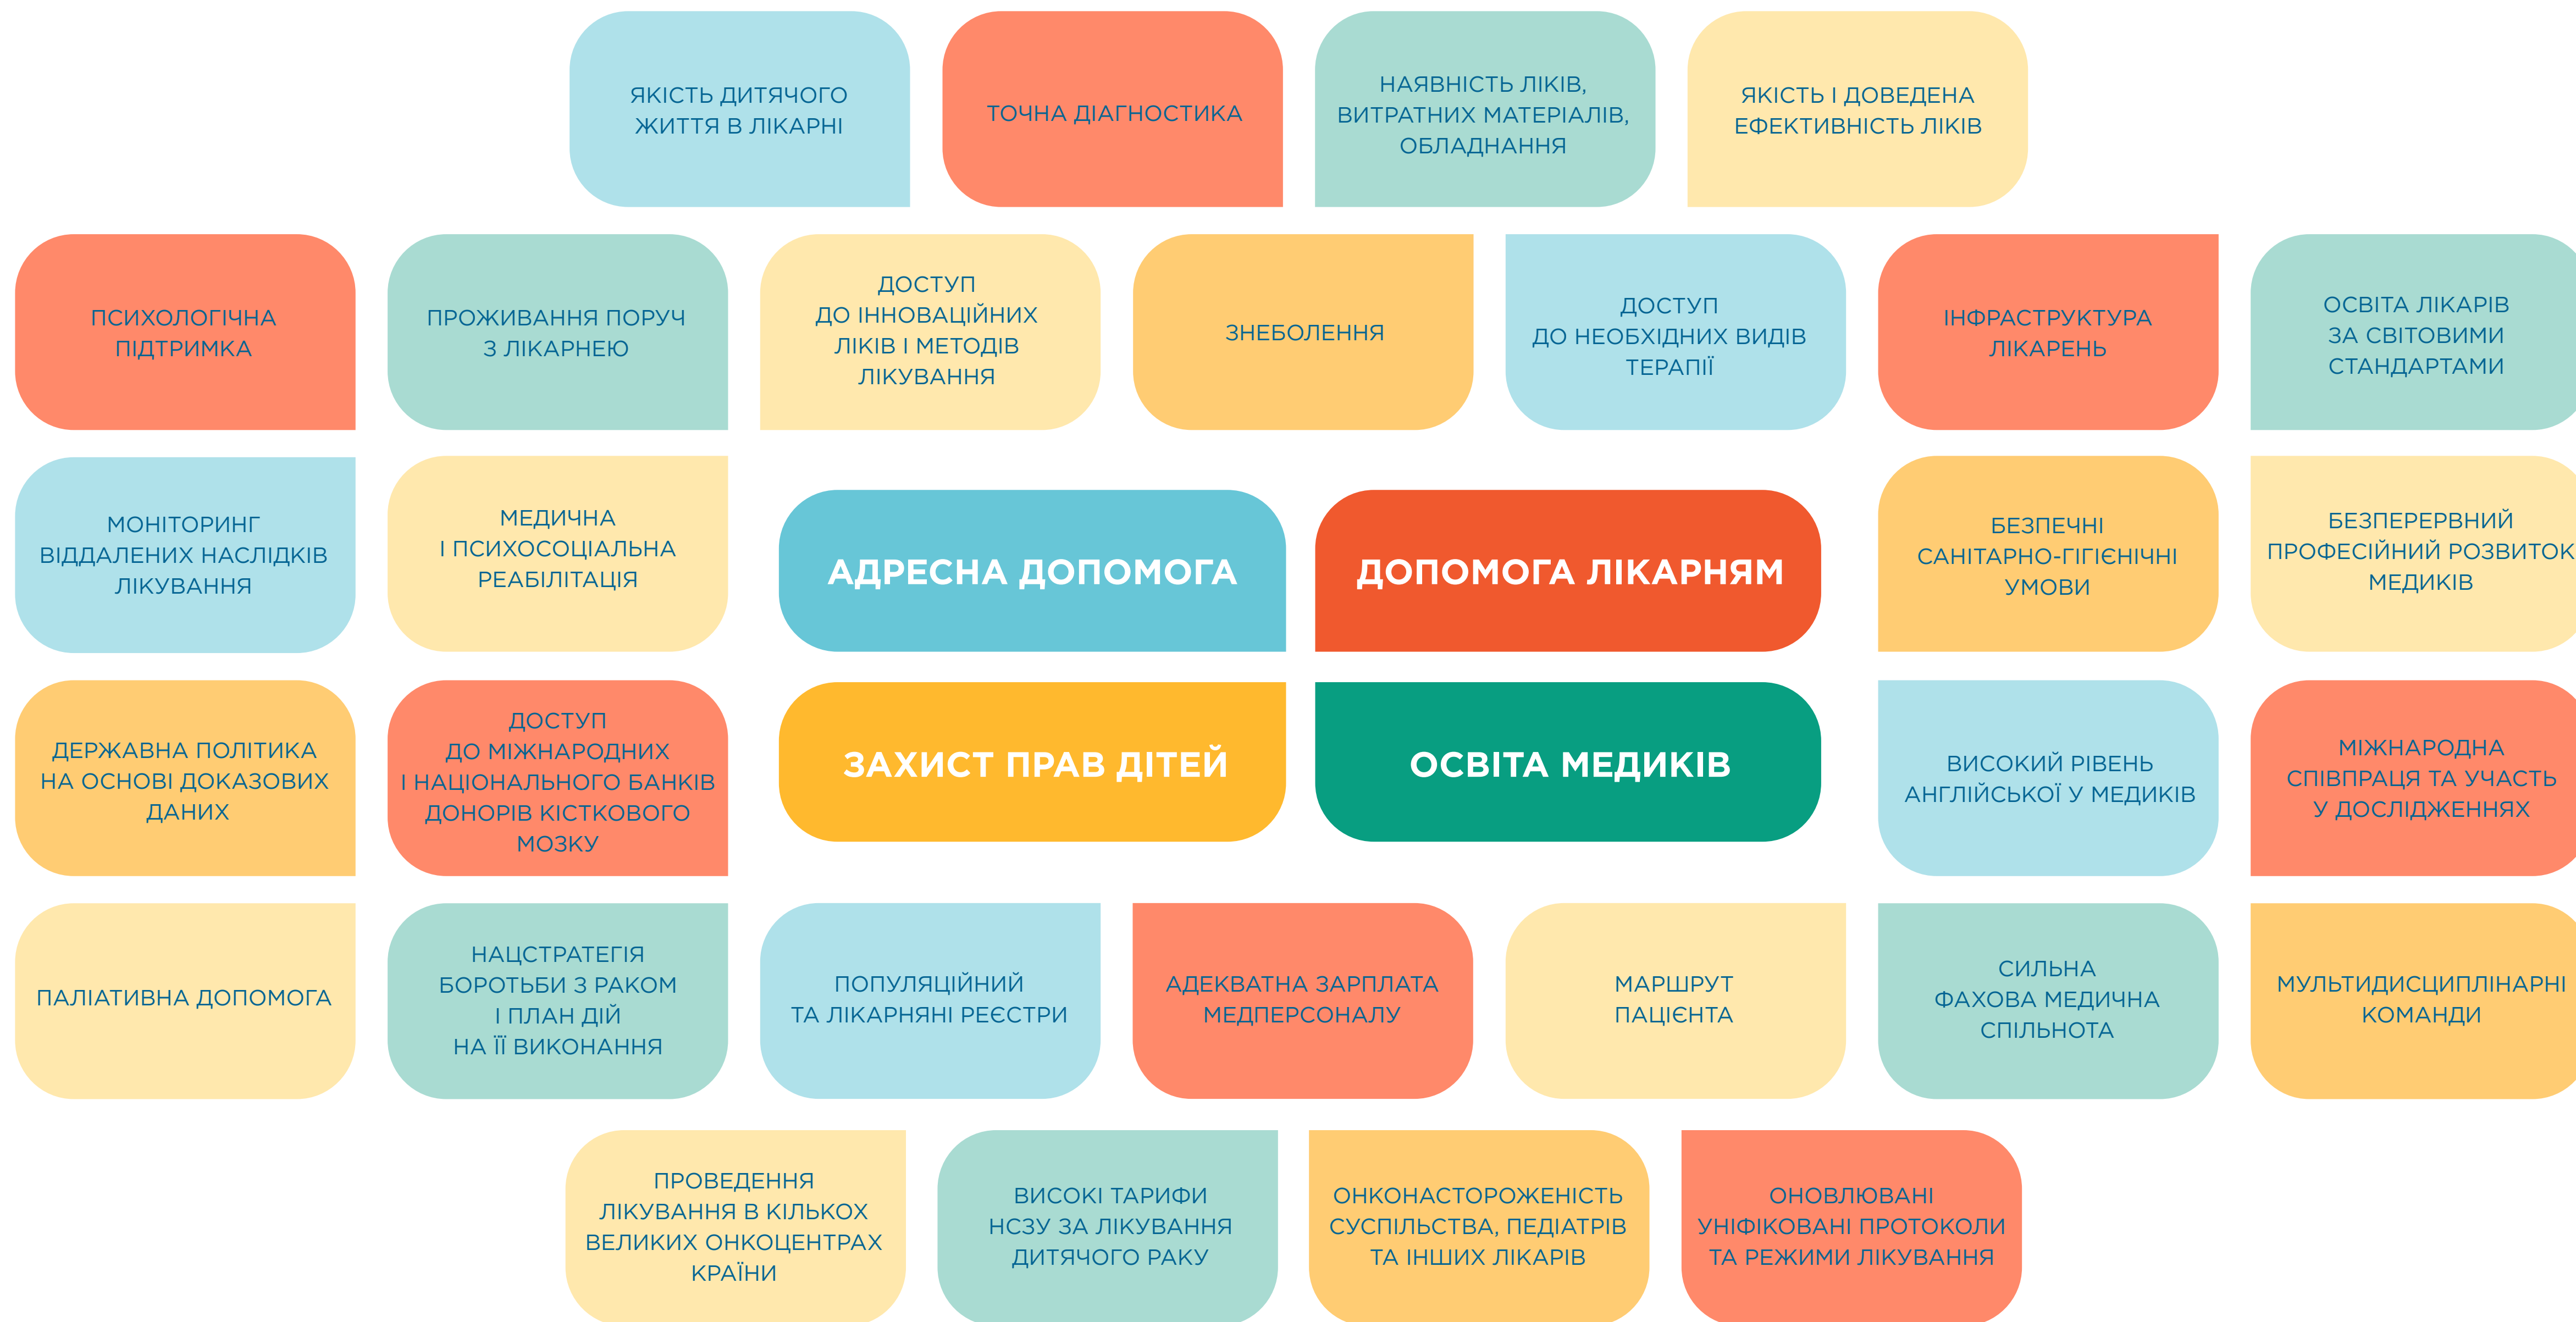 ЯКІСТЬ ДИТЯЧОГО
ЖИТТЯ В ЛІКАРНІ
ТОЧНА ДІАГНОСТИКА
НАЯВНІСТЬ ЛІКІВ,
ВИТРАТНИХ МАТЕРІАЛІВ,
ОБЛАДНАННЯ
ЯКІСТЬ І ДОВЕДЕНА
ЕФЕКТИВНІСТЬ ЛІКІВ
ПСИХОЛОГІЧНА
ПІДТРИМКА
ПРОЖИВАННЯ ПОРУЧ
З ЛІКАРНЕЮ
ДОСТУП
ДО ІННОВАЦІЙНИХ
ЛІКІВ І МЕТОДІВ
ЛІКУВАННЯ
ЗНЕБОЛЕННЯ
ДОСТУП
ДО НЕОБХІДНИХ ВИДІВ
ТЕРАПІЇ
ІНФРАСТРУКТУРА
ЛІКАРЕНЬ
ОСВІТА ЛІКАРІВ
ЗА СВІТОВИМИ
СТАНДАРТАМИ
МОНІТОРИНГ
ВІДДАЛЕНИХ НАСЛІДКІВ
ЛІКУВАННЯ
МЕДИЧНА
І ПСИХОСОЦІАЛЬНА
РЕАБІЛІТАЦІЯ
АДРЕСНА ДОПОМОГА
ДОПОМОГА ЛІКАРНЯМ
БЕЗПЕЧНІ
САНІТАРНО-ГІГІЄНІЧНІ
УМОВИ
БЕЗПЕРЕРВНИЙ
ПРОФЕСІЙНИЙ РОЗВИТОК
МЕДИКІВ
ДЕРЖАВНА ПОЛІТИКА
НА ОСНОВІ ДОКАЗОВИХ
ДАНИХ
ДОСТУП
ДО МІЖНАРОДНИХ
І НАЦІОНАЛЬНОГО БАНКІВ
ДОНОРІВ КІСТКОВОГО
МОЗКУ
ЗАХИСТ ПРАВ ДІТЕЙ
ОСВІТА МЕДИКІВ
ВИСОКИЙ РІВЕНЬ
АНГЛІЙСЬКОЇ У МЕДИКІВ
МІЖНАРОДНА
СПІВПРАЦЯ ТА УЧАСТЬ
У ДОСЛІДЖЕННЯХ
ПАЛІАТИВНА ДОПОМОГА
НАЦСТРАТЕГІЯ
БОРОТЬБИ З РАКОМ
І ПЛАН ДІЙ
НА ЇЇ ВИКОНАННЯ
ПОПУЛЯЦІЙНИЙ
ТА ЛІКАРНЯНІ РЕЄСТРИ
АДЕКВАТНА ЗАРПЛАТА
МЕДПЕРСОНАЛУ
МАРШРУТ
ПАЦІЄНТА
СИЛЬНА
ФАХОВА МЕДИЧНА
СПІЛЬНОТА
МУЛЬТИДИСЦИПЛІНАРНІ
КОМАНДИ
ПРОВЕДЕННЯ
ЛІКУВАННЯ В КІЛЬКОХ
ВЕЛИКИХ ОНКОЦЕНТРАХ
КРАЇНИ
ВИСОКІ ТАРИФИ
НСЗУ ЗА ЛІКУВАННЯ
ДИТЯЧОГО РАКУ
ОНКОНАСТОРОЖЕНІСТЬ
СУСПІЛЬСТВА, ПЕДІАТРІВ
ТА ІНШИХ ЛІКАРІВ
ОНОВЛЮВАНІ
УНІФІКОВАНІ ПРОТОКОЛИ
ТА РЕЖИМИ ЛІКУВАННЯ